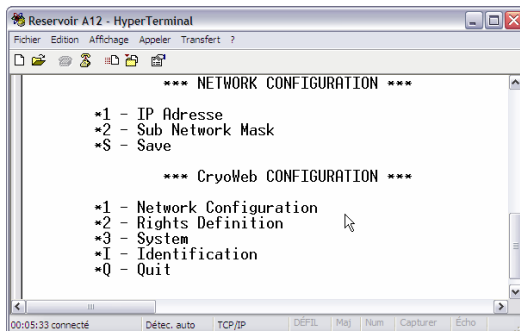 Reservoir A12 - HyperTerminal
Fichier Edition Affichage Appeler Transfert ?
*** NETWORK CONFIGURATION ***
*1 - IP Adresse
*2 - Sub Network Mask
*S - Save
*** CryoWeb CONFIGURATION ***
*1 - Network Configuration
*2 - Rights Definition
*3 - System
*I - Identification
*Q - Quit
00:05:33 connecté Détec. auto TCP/IP DÉFIL Maj Num Capturer Écho